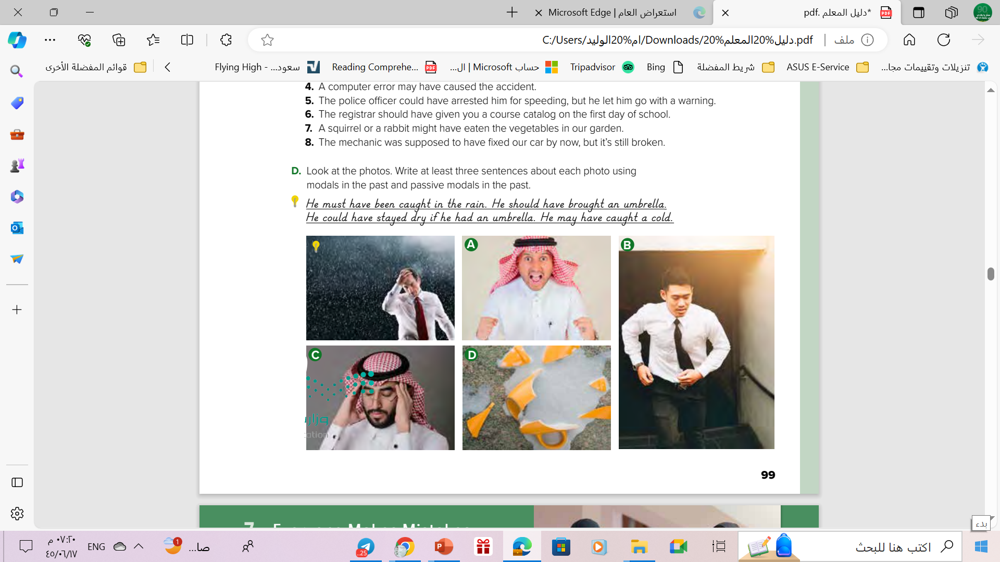 *دليل المعلم .pdf
استعراض العام | Microsoft Edge
ملف
C:/Users/ام%20الوليد/Downloads/دليل%20المعلم%20.pdf
تنزيلات وتقييمات مجا...
ASUS E-Service
شريط المفضلة
Bing
Tripadvisor
حساب Microsoft | ال...
Reading Comprehe...
Flying High - سعود...
قوائم المفضلة الأخرى
4. A computer error may have caused the accident.
5. The police officer could have arrested him for speeding, but he let him go with a warning.
6. The registrar should have given you a course catalog on the first day of school.
7. A squirrel or a rabbit might have eaten the vegetables in our garden.
8. The mechanic was supposed to have fixed our car by now, but it’s still broken.
D. Look at the photos. Write at least three sentences about each photo using
modals in the past and passive modals in the past.
He must have been caught in the rain. He should have brought an umbrella.
He could have stayed dry if he had an umbrella. He may have caught a cold.
A
B
C
D
99
بدء
اكتب هنا للبحث
25..
1
صا...
ENG
٠٧:٢٠ م
٤٥/٠٦/١٧